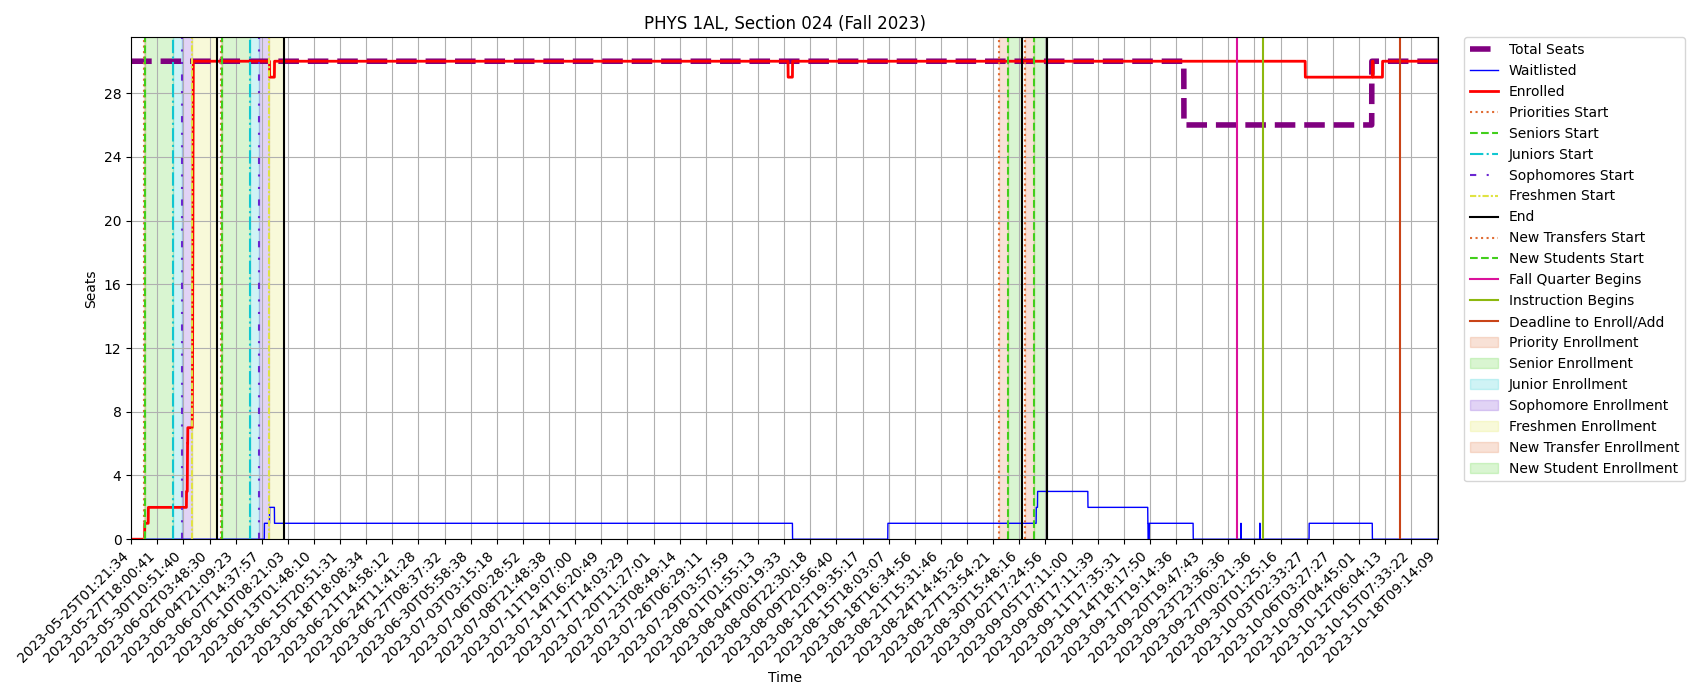 PHYS 1AL, Section 024 (Fall 2023)
Seats
28
24
20
16
12
8
4
0
2023-05-25T01:21:34
2023-05-27T18:00:41
2023-05-30T10:51:40
2023-06-02T03:48:30
2023-06-04T21:09:23
2023-06-07T14:37:57
2023-06-10T08:21:03
2023-06-13T01:48:10
2023-06-15T20:51:31
2023-06-18T18:08:34
2023-06-21T14:58:12
2023-06-24T11:41:28
2023-06-27T08:37:32
2023-06-30T05:58:38
2023-07-03T03:15:18
2023-07-06T00:28:52
2023-07-08T21:48:38
2023-07-11T19:07:00
2023-07-14T16:20:49
2023-07-17T14:03:29
2023-07-20T11:27:01
2023-07-23T08:49:14
2023-07-26T06:29:11
2023-07-29T03:57:59
2023-08-01T01:55:13
2023-08-04T00:19:33
2023-08-06T22:30:18
2023-08-09T20:56:40
2023-08-12T19:35:17
2023-08-15T18:03:07
2023-08-18T16:34:56
2023-08-21T15:31:46
2023-08-24T14:45:26
2023-08-27T13:54:21
2023-08-30T15:48:16
2023-09-02T17:24:56
2023-09-05T17:11:00
2023-09-08T17:11:39
2023-09-11T17:35:31
2023-09-14T18:17:50
2023-09-17T19:14:36
2023-09-20T19:47:43
2023-09-23T23:36:36
2023-09-27T00:21:36
2023-09-30T01:25:16
2023-10-03T02:33:27
2023-10-06T03:27:27
2023-10-09T04:45:01
2023-10-12T06:04:13
2023-10-15T07:33:22
2023-10-18T09:14:09
Time
Total Seats
Waitlisted
Enrolled
Priorities Start
Seniors Start
Juniors Start
Sophomores Start
Freshmen Start
End
New Transfers Start
New Students Start
Fall Quarter Begins
Instruction Begins
Deadline to Enroll/Add
Priority Enrollment
Senior Enrollment
Junior Enrollment
Sophomore Enrollment
Freshmen Enrollment
New Transfer Enrollment
New Student Enrollment